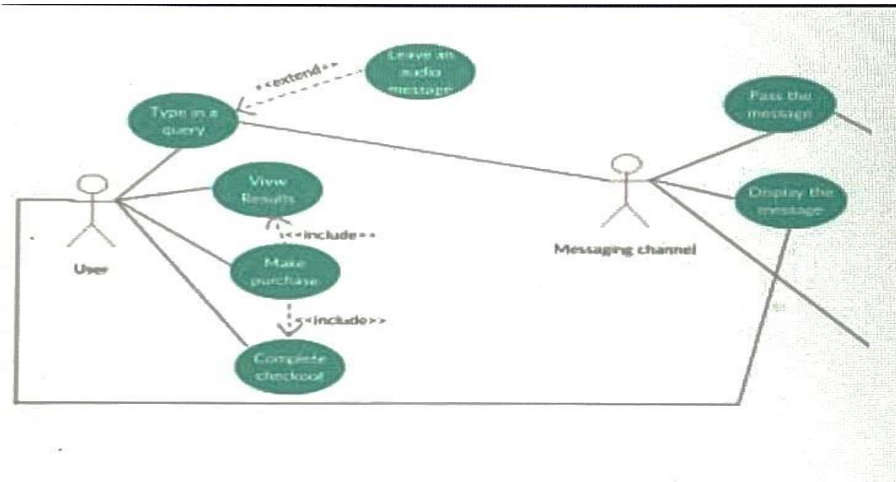 Leave an
audio
message
<<extend>>
Type in a
query
Pass the
message
View
Results
Display the
message
<<include>>
Messaging channel
User
Make
purchase
<<include>>
Complete
checkout